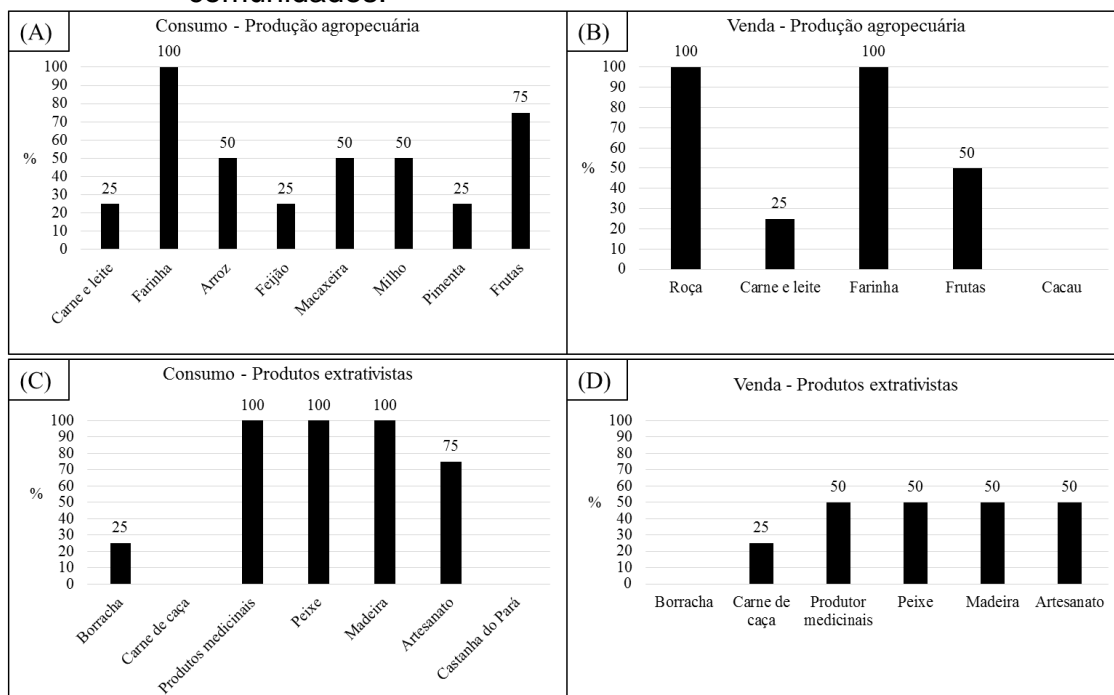 comunidades.
(A)
Consumo - Produção agropecuária
100
90
80
70
60
50
40
30
20
10
0
%
25
100
50
25
50
50
25
75
Carne e leite
Farinha
Arroz
Feijão
Macaxeira
Milho
Pimenta
Frutas
(B)
Venda - Produção agropecuária
100
90
80
70
60
50
40
30
20
10
0
%
100
25
100
50
Roça
Carne e leite
Farinha
Frutas
Cacau
(C)
Consumo - Produtos extrativistas
100
90
80
70
60
50
40
30
20
10
0
%
25
100
100
100
75
Borracha
Carne de caça
Produtos medicinais
Peixe
Madeira
Artesanato
Castanha do Pará
(D)
Venda - Produtos extrativistas
100
90
80
70
60
50
40
30
20
10
0
%
25
50
50
50
50
Borracha
Carne de
caça
Produtor
medicinais
Peixe
Madeira
Artesanato